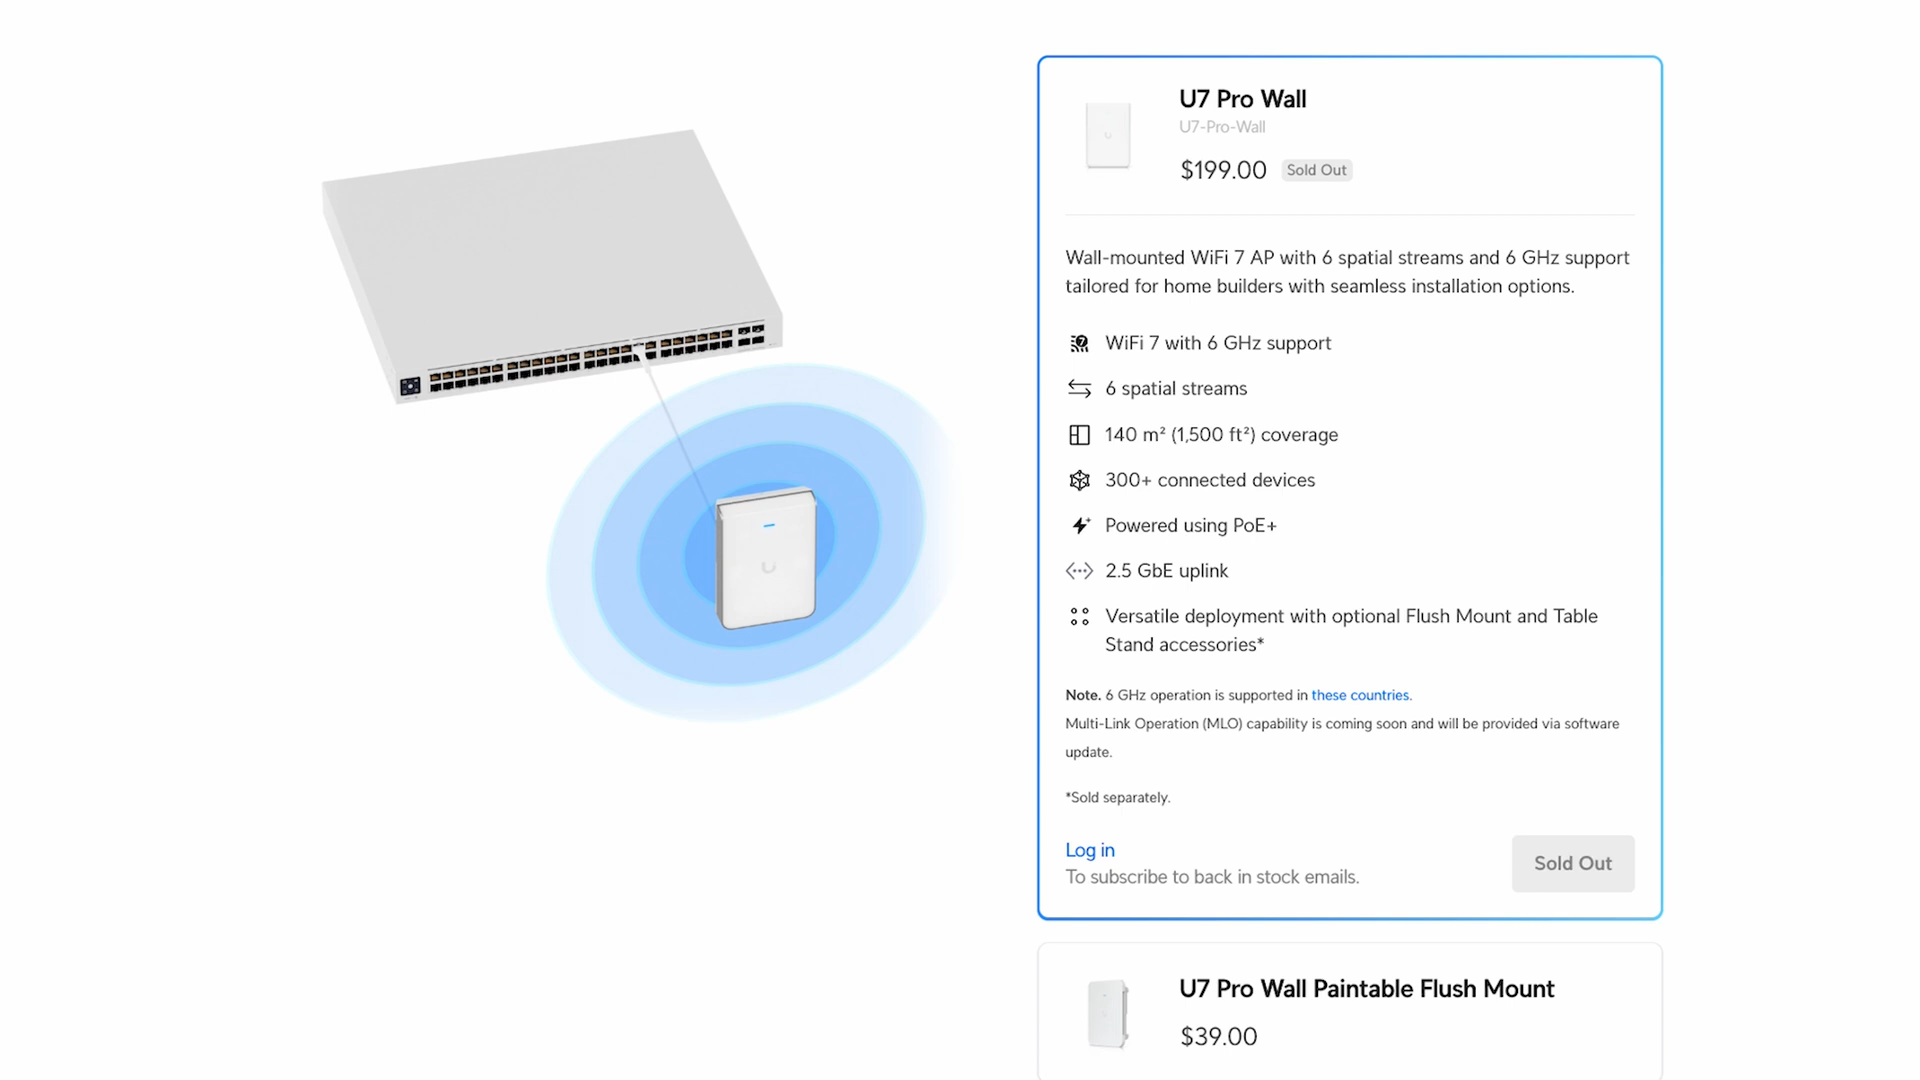 U7 Pro Wall
U7-Pro-Wall
$199.00 Sold Out
Wall-mounted WiFi 7 AP with 6 spatial streams and 6 GHz support
tailored for home builders with seamless installation options.
WiFi 7 with 6 GHz support
6 spatial streams
140 m² (1,500 ft²) coverage
300+ connected devices
Powered using PoE+
2.5 GbE uplink
Versatile deployment with optional Flush Mount and Table
Stand accessories*
Note. 6 GHz operation is supported in these countries.
Multi-Link Operation (MLO) capability is coming soon and will be provided via software
update.
*Sold separately.
Log in
To subscribe to back in stock emails.
Sold Out
U7 Pro Wall Paintable Flush Mount
$39.00